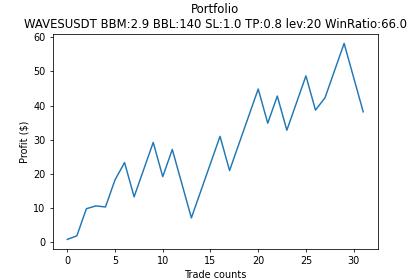 Portfolio
WAVESUSDT BBM:2.9 BBL:140 SL:1.0 TP:0.8 lev:20 WinRatio:66.0
60
50
40
30
20
10
0
Profit ($)
0 5 10 15 20 25 30
Trade counts